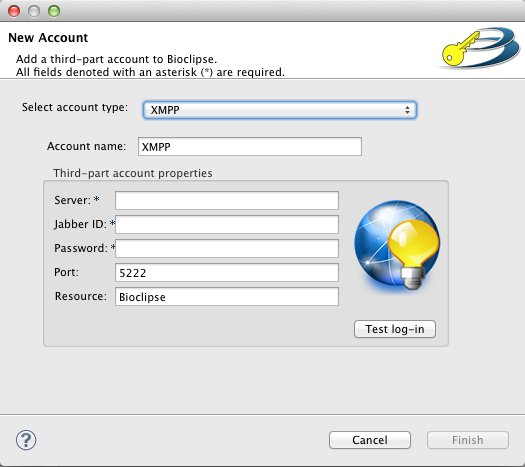 New Account
Add a third-part account to Bioclipse.
All fields denoted with an asterisk (*) are required.
Select account type: XMPP
Account name: XMPP
Third-part account properties
Server: *
Jabber ID: *
Password: *
Port: 5222
Resource: Bioclipse
Test log-in
? Cancel Finish